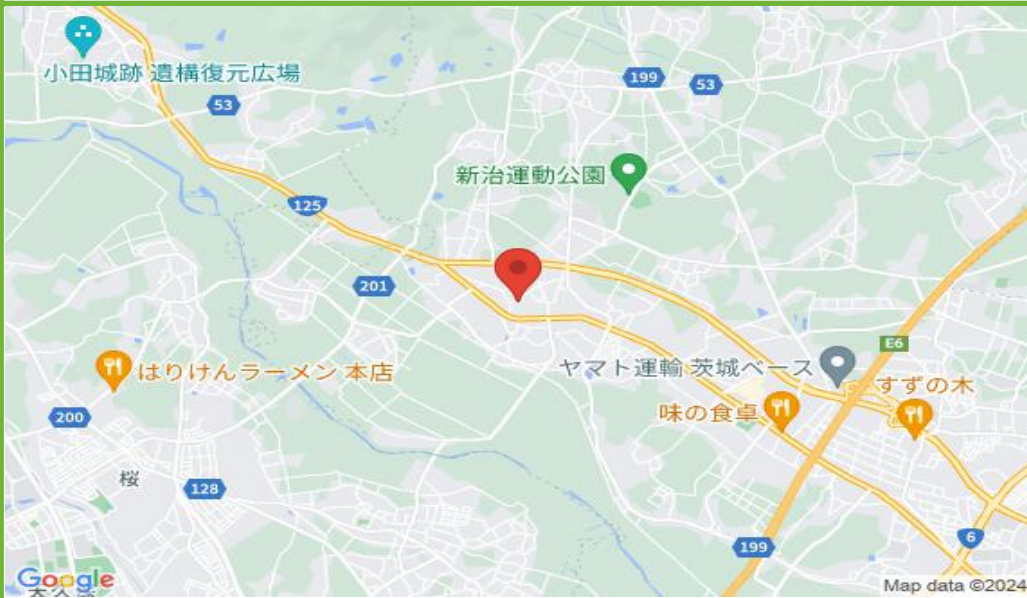 小田城跡 遺構復元広場
199
53
53
新治運動公園
125
201
E6
はりけんラーメン 本店
ヤマト運輸 茨城ベース
すずの木
味の食卓
200
桜
128
6
199
Google
Map data ©2024